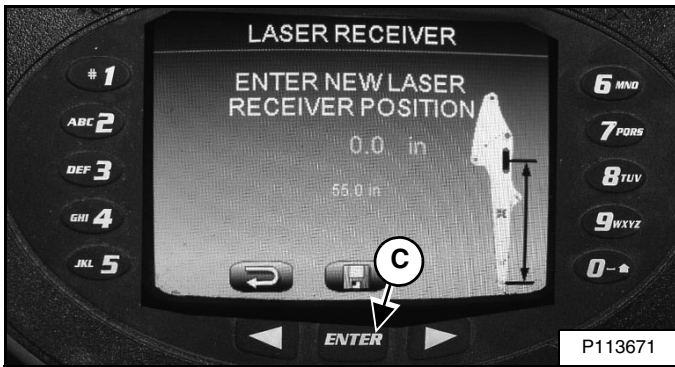 LASER RECEIVER
ENTER NEW LASER
RECEIVER POSITION
0.0 in
55.0 in
# 1
ABC 2
DEF 3
GHI 4
JKL 5
6 MNO
7 PQRS
8 TUV
9 WXYZ
0-
C
ENTER
P113671